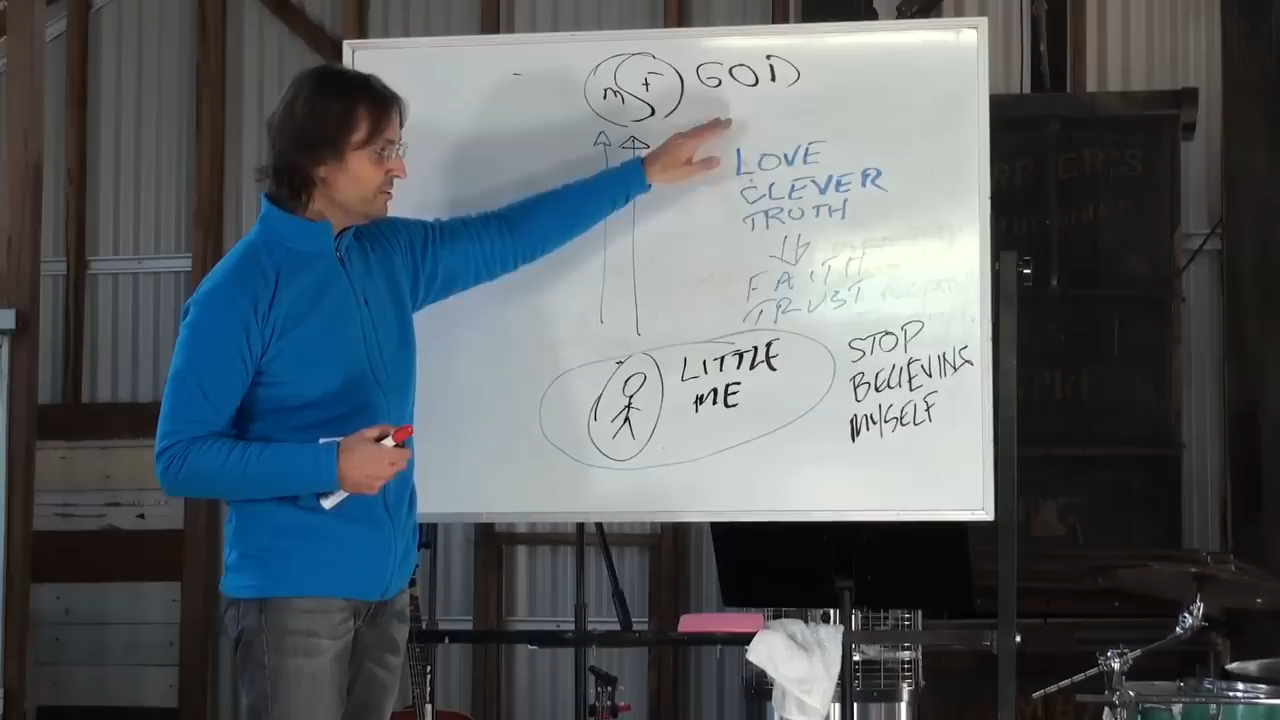 m +
GOD
LOVE
CLEVER
TRUTH
FAITH
TRUST
LITTLE
ME
STOP
BELIEVING
MYSELF